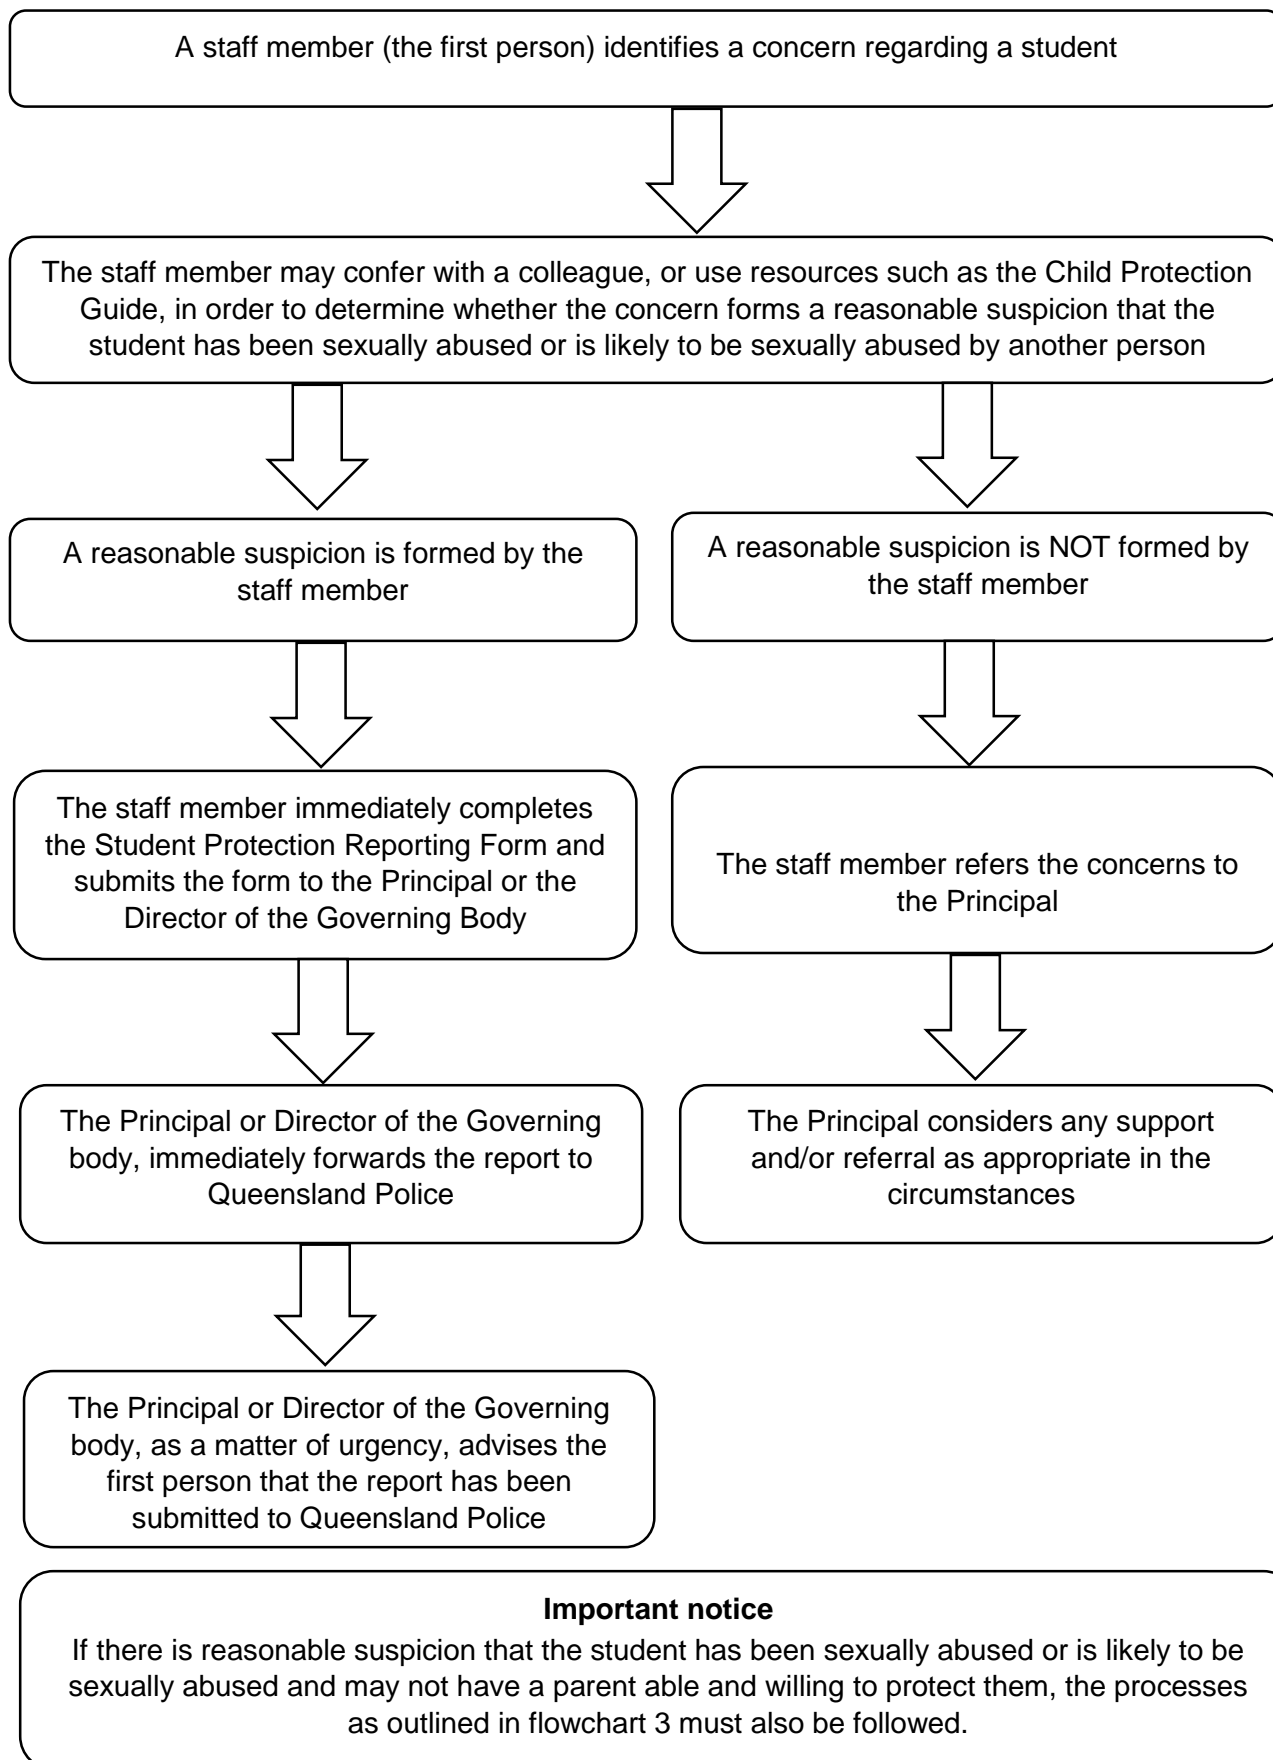 A staff member (the first person) identifies a concern regarding a student
The staff member may confer with a colleague, or use resources such as the Child Protection
Guide, in order to determine whether the concern forms a reasonable suspicion that the
student has been sexually abused or is likely to be sexually abused by another person
A reasonable suspicion is formed by the
staff member
A reasonable suspicion is NOT formed by
the staff member
The staff member immediately completes
the Student Protection Reporting Form and
submits the form to the Principal or the
Director of the Governing Body
The staff member refers the concerns to
the Principal
The Principal or Director of the Governing
body, immediately forwards the report to
Queensland Police
The Principal considers any support
and/or referral as appropriate in the
circumstances
The Principal or Director of the Governing
body, as a matter of urgency, advises the
first person that the report has been
submitted to Queensland Police
Important notice
If there is reasonable suspicion that the student has been sexually abused or is likely to be
sexually abused and may not have a parent able and willing to protect them, the processes
as outlined in flowchart 3 must also be followed.